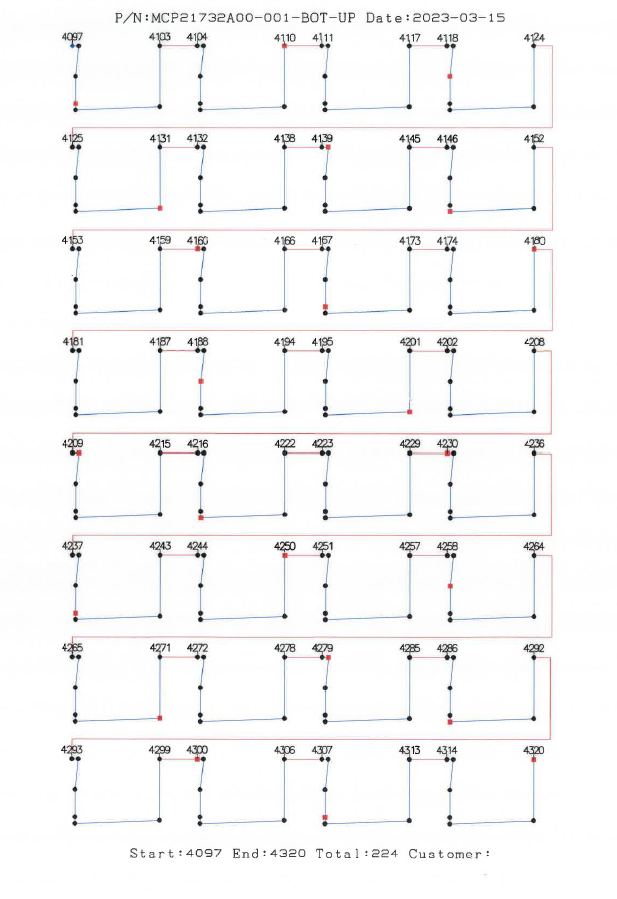 P/N:MCP21732A00-001-BOT-UP Date:2023-03-15
4097 4103 4104 4110 4111 4117 4118 4124
4125 4131 4132 4138 4139 4145 4146 4152
4153 4159 4160 4166 4167 4173 4174 4180
4181 4187 4188 4194 4195 4201 4202 4208
4209 4215 4216 4222 4223 4229 4230 4236
4237 4243 4244 4250 4251 4257 4258 4264
4265 4271 4272 4278 4279 4285 4286 4292
4293 4299 4300 4306 4307 4313 4314 4320
Start:4097 End:4320 Total:224 Customer: